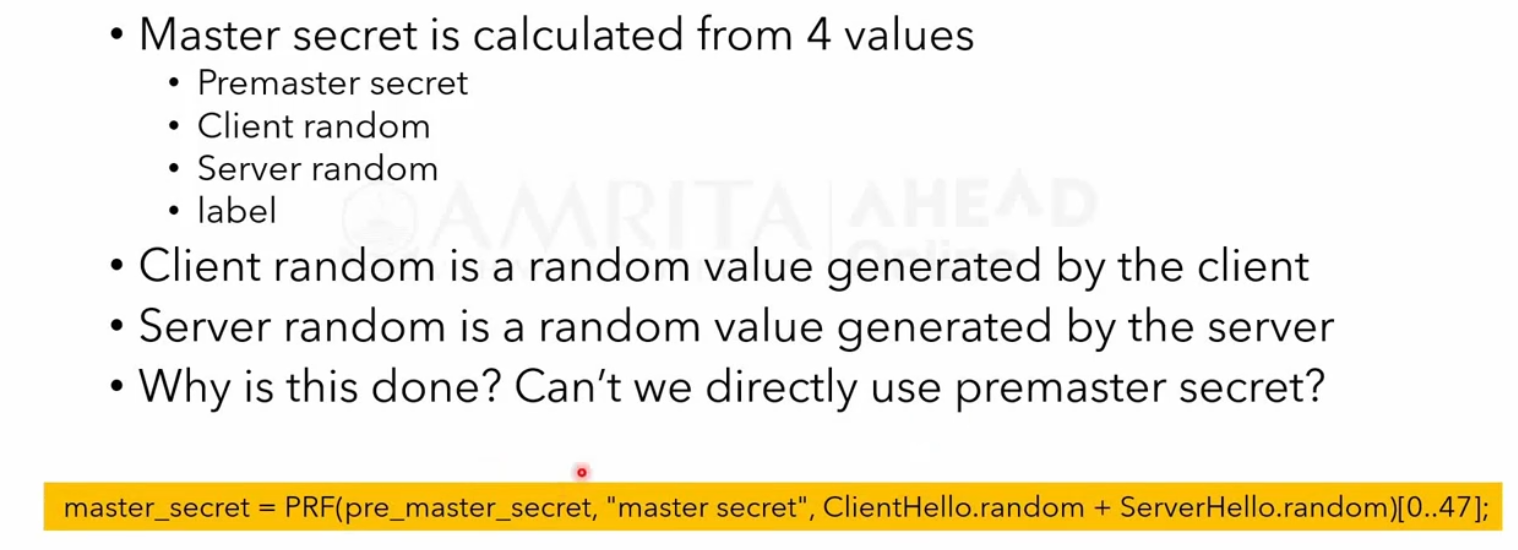 • Master secret is calculated from 4 values
• Premaster secret
• Client random
• Server random
• label
AMRITA | AHEAD
Online
• Client random is a random value generated by the client
• Server random is a random value generated by the server
• Why is this done? Can’t we directly use premaster secret?
master_secret = PRF(pre_master_secret, "master secret", ClientHello.random + ServerHello.random)[0..47];